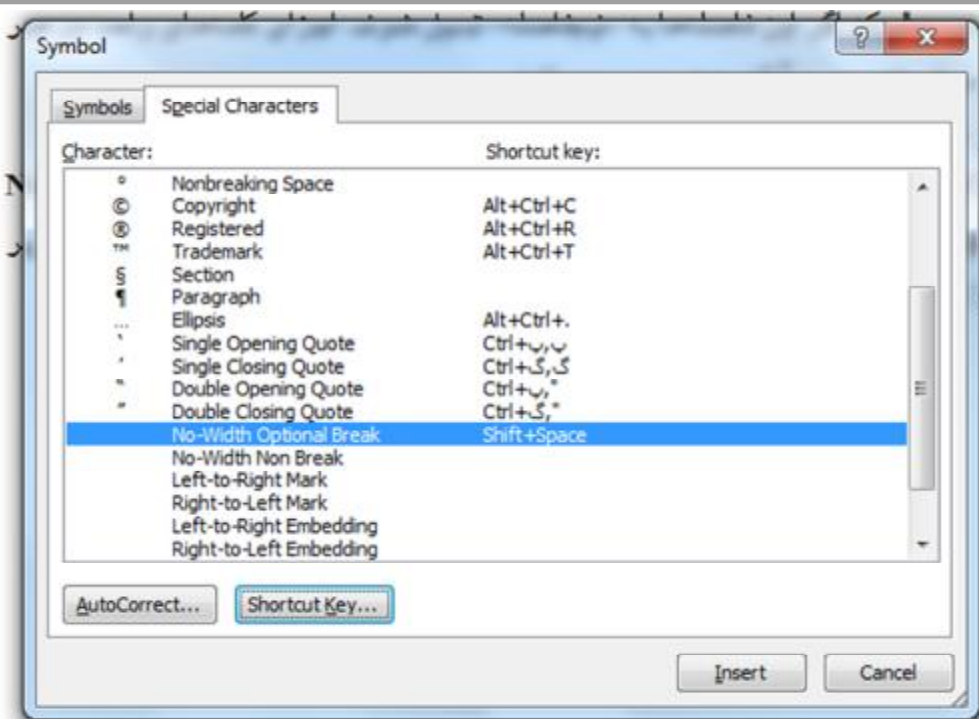 Symbol
Symbols Special Characters
Character: Shortcut key:
° Nonbreaking Space
© Copyright Alt+Ctrl+C
® Registered Alt+Ctrl+R
™ Trademark Alt+Ctrl+T
§ Section
¶ Paragraph
… Ellipsis Alt+Ctrl+.
‘ Single Opening Quote Ctrl+پ,پ
’ Single Closing Quote Ctrl+گ,گ
“ Double Opening Quote Ctrl+پ,"
” Double Closing Quote Ctrl+گ,"
No-Width Optional Break Shift+Space
No-Width Non Break
Left-to-Right Mark
Right-to-Left Mark
Left-to-Right Embedding
Right-to-Left Embedding
AutoCorrect... Shortcut Key...
Insert Cancel